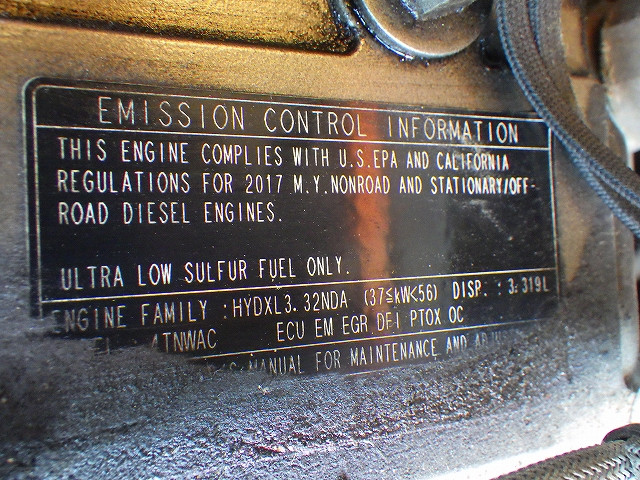 EMISSION CONTROL INFORMATION
THIS ENGINE COMPLIES WITH U.S.EPA AND CALIFORNIA
REGULATIONS FOR 2017 M.Y.NONROAD AND STATIONARY/OFF-
ROAD DIESEL ENGINES.
ULTRA LOW SULFUR FUEL ONLY.
ENGINE FAMILY :HYDXL3.32NDA (37≦kW<56) DISP. :3.319L
4TNWAC ECU EM EGR DFI PTOX OC
MANUAL FOR MAINTENANCE AND